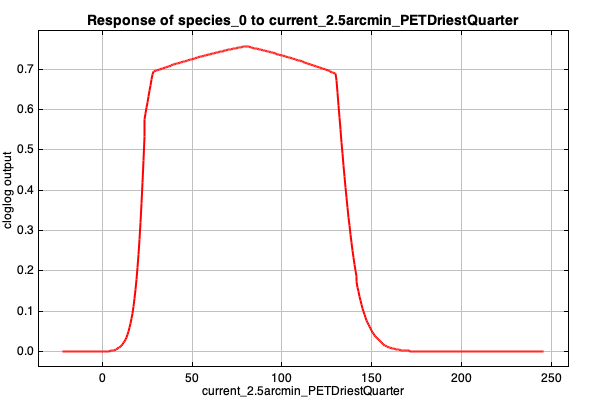 Response of species_0 to current_2.5arcmin_PETDriestQuarter
cloglog output
0.7
0.6
0.5
0.4
0.3
0.2
0.1
0.0
0 50 100 150 200 250
current_2.5arcmin_PETDriestQuarter